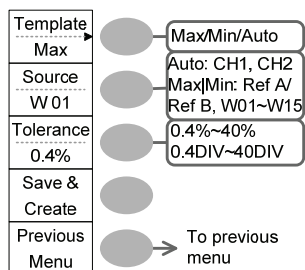 Template
Max
Max/Min/Auto
Source
W 01
Auto: CH1, CH2
Max|Min: Ref A/
Ref B, W01~W15
Tolerance
0.4%
0.4%~40%
0.4DIV~40DIV
Save &
Create
Previous
Menu
To previous
menu